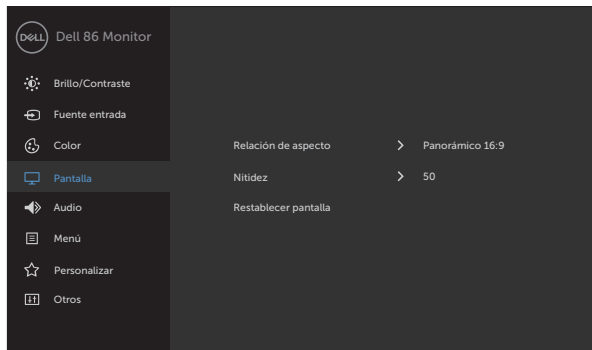 DELL Dell 86 Monitor
Brillo/Contraste
Fuente entrada
Color
Relación de aspecto > Panorámico 16:9
Pantalla
Nitidez > 50
Audio
Restablecer pantalla
Menú
Personalizar
Otros